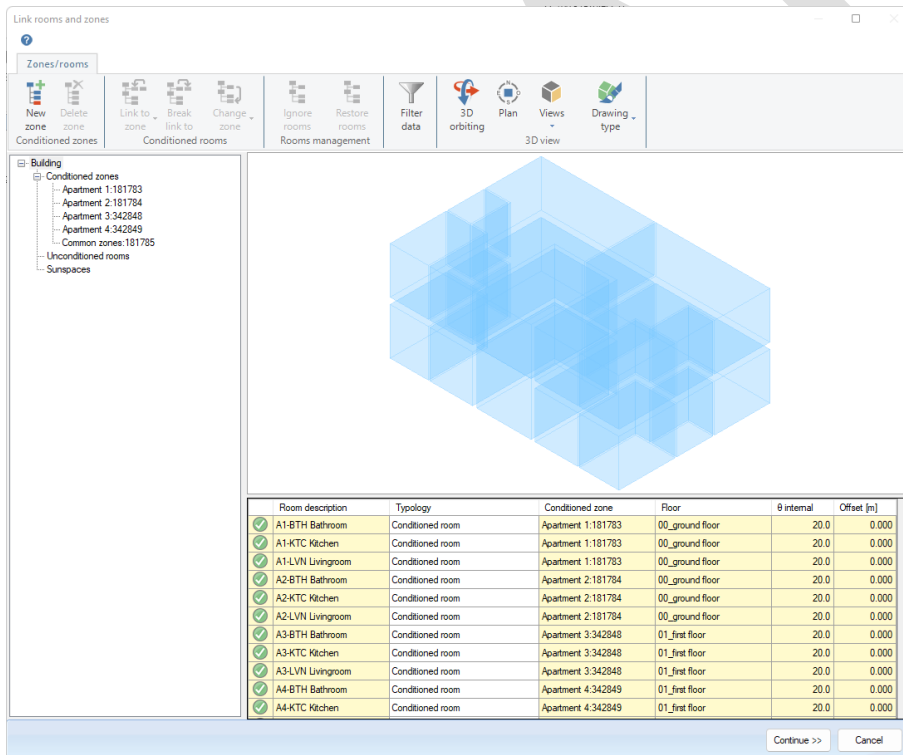 Link rooms and zones
Zones/rooms
New zone
Delete zone
Link to zone
Break link to
Change zone
Ignore rooms
Restore rooms
Filter data
3D orbiting
Plan
Views
Drawing type
Conditioned zones
Conditioned rooms
Rooms management
3D view
Building
Conditioned zones
Apartment 1:181783
Apartment 2:181784
Apartment 3:342848
Apartment 4:342849
Common zones:181785
Unconditioned rooms
Sunspaces
Room description Typology Conditioned zone Floor θ internal Offset [m]
A1-BTH Bathroom Conditioned room Apartment 1:181783 00_ground floor 20.0 0.000
A1-KTC Kitchen Conditioned room Apartment 1:181783 00_ground floor 20.0 0.000
A1-LVN Livingroom Conditioned room Apartment 1:181783 00_ground floor 20.0 0.000
A2-BTH Bathroom Conditioned room Apartment 2:181784 00_ground floor 20.0 0.000
A2-KTC Kitchen Conditioned room Apartment 2:181784 00_ground floor 20.0 0.000
A2-LVN Livingroom Conditioned room Apartment 2:181784 00_ground floor 20.0 0.000
A3-BTH Bathroom Conditioned room Apartment 3:342848 01_first floor 20.0 0.000
A3-KTC Kitchen Conditioned room Apartment 3:342848 01_first floor 20.0 0.000
A3-LVN Livingroom Conditioned room Apartment 3:342848 01_first floor 20.0 0.000
A4-BTH Bathroom Conditioned room Apartment 4:342849 01_first floor 20.0 0.000
A4-KTC Kitchen Conditioned room Apartment 4:342849 01_first floor 20.0 0.000
Continue >> Cancel